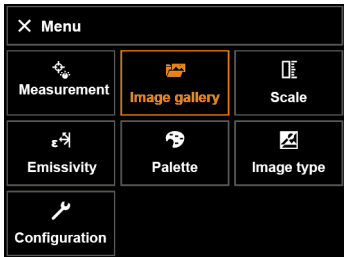 Menu
Measurement
Image gallery
Scale
ε
Emissivity
Palette
Image type
Configuration